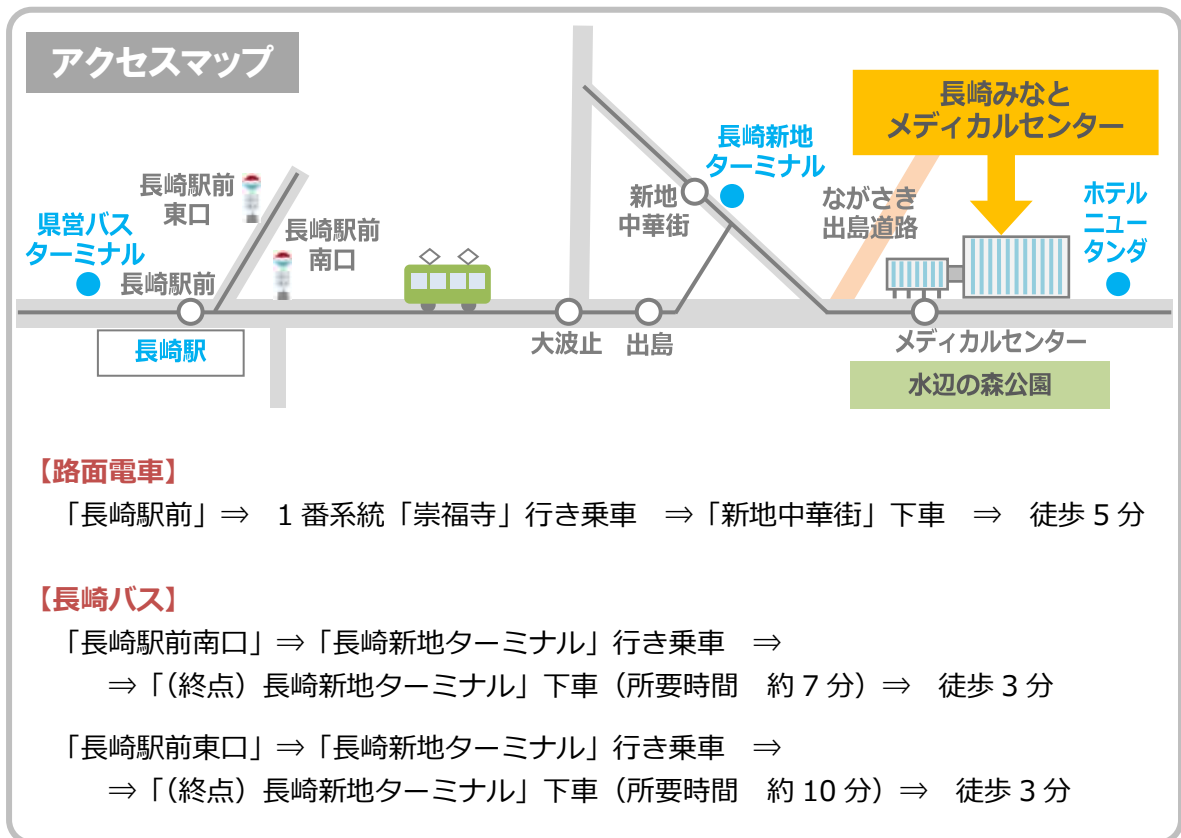 アクセスマップ
長崎みなと
メディカルセンター
長崎新地
ターミナル
長崎駅前
東口
新地
中華街
ながさき
出島道路
ホテル
ニュー
タンダ
県営バス
ターミナル
長崎駅前
南口
長崎駅前
長崎駅
大波止
出島
メディカルセンター
水辺の森公園
【路面電車】
「長崎駅前」⇒　1番系統「崇福寺」行き乗車　⇒「新地中華街」下車　⇒　徒歩5分
【長崎バス】
「長崎駅前南口」⇒「長崎新地ターミナル」行き乗車　⇒
⇒「（終点）長崎新地ターミナル」下車（所要時間　約7分）⇒　徒歩3分
「長崎駅前東口」⇒「長崎新地ターミナル」行き乗車　⇒
⇒「（終点）長崎新地ターミナル」下車（所要時間　約10分）⇒　徒歩3分